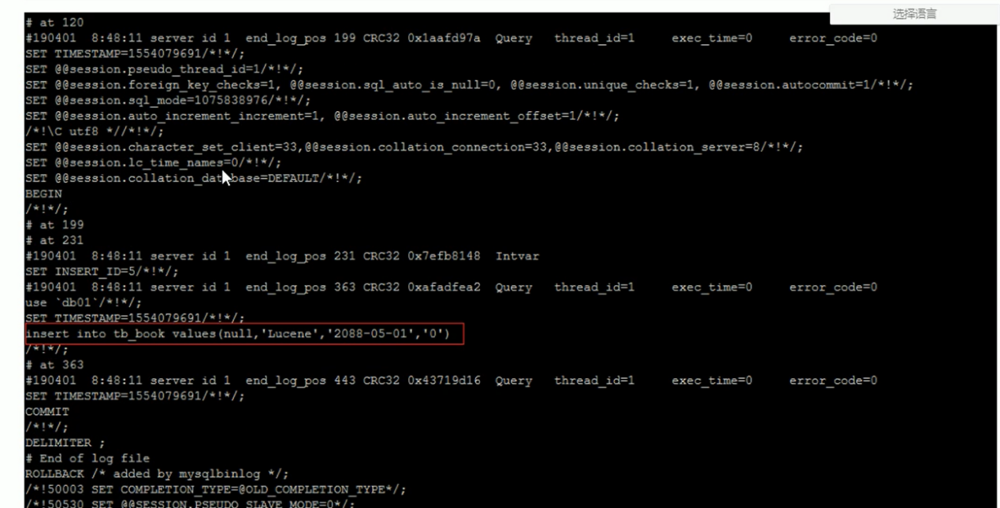 选择语言
# at 120
#190401  8:48:11 server id 1  end_log_pos 199 CRC32 0x1aafd97a  Query   thread_id=1     exec_time=0     error_code=0
SET TIMESTAMP=1554079691/*!*/;
SET @@session.pseudo_thread_id=1/*!*/;
SET @@session.foreign_key_checks=1, @@session.sql_auto_is_null=0, @@session.unique_checks=1, @@session.autocommit=1/*!*/;
SET @@session.sql_mode=1075838976/*!*/;
SET @@session.auto_increment_increment=1, @@session.auto_increment_offset=1/*!*/;
/*!\C utf8 *//*!*/;
SET @@session.character_set_client=33,@@session.collation_connection=33,@@session.collation_server=8/*!*/;
SET @@session.lc_time_names=0/*!*/;
SET @@session.collation_database=DEFAULT/*!*/;
BEGIN
/*!*/;
# at 199
# at 231
#190401  8:48:11 server id 1  end_log_pos 231 CRC32 0x7efb8148  Intvar
SET INSERT_ID=5/*!*/;
#190401  8:48:11 server id 1  end_log_pos 363 CRC32 0xafadfea2  Query   thread_id=1     exec_time=0     error_code=0
use `db01`/*!*/;
SET TIMESTAMP=1554079691/*!*/;
insert into tb_book values(null,'Lucene','2088-05-01','0')
/*!*/;
# at 363
#190401  8:48:11 server id 1  end_log_pos 443 CRC32 0x43719d16  Query   thread_id=1     exec_time=0     error_code=0
SET TIMESTAMP=1554079691/*!*/;
COMMIT
/*!*/;
DELIMITER ;
# End of log file
ROLLBACK /* added by mysqlbinlog */;
/*!50003 SET COMPLETION_TYPE=@OLD_COMPLETION_TYPE*/;
/*!50530 SET @@SESSION.PSEUDO_SLAVE_MODE=0*/;